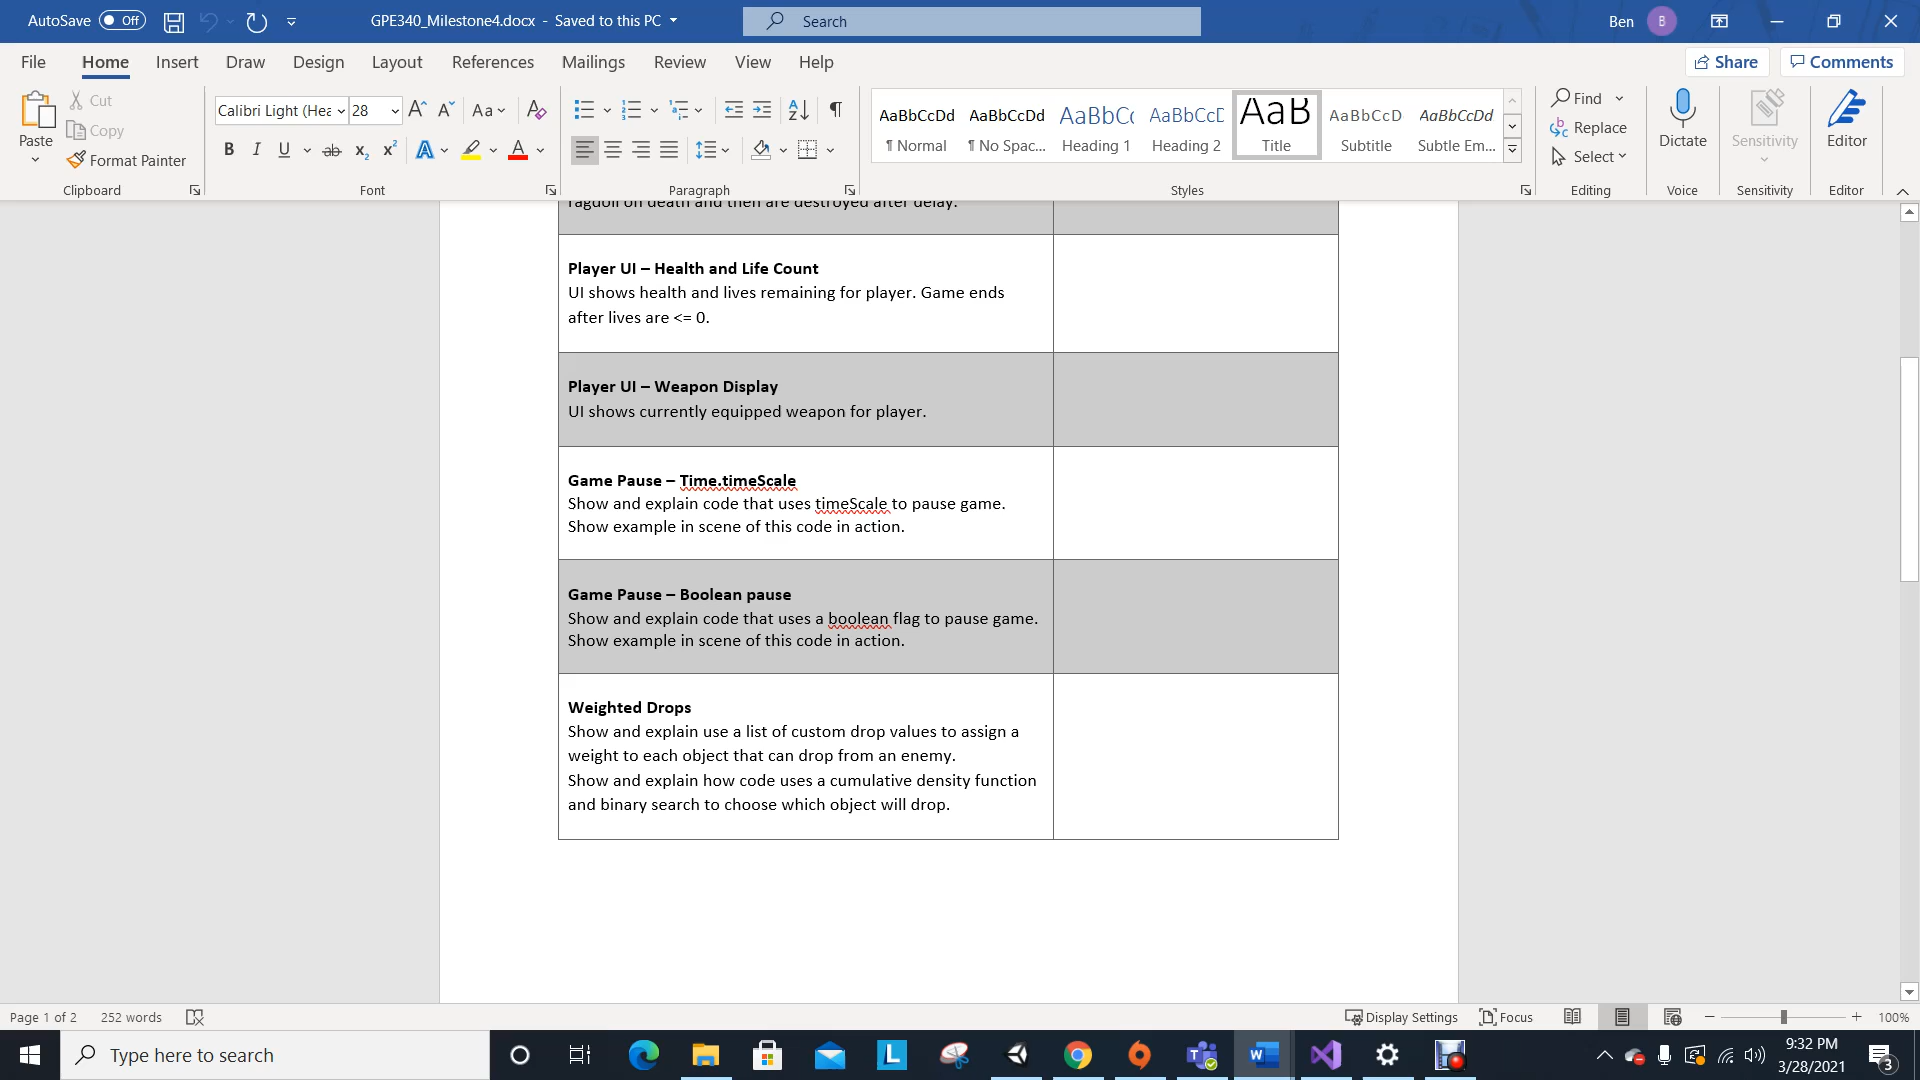 AutoSave Off GPE340_Milestone4.docx - Saved to this PC Search Ben B
File Home Insert Draw Design Layout References Mailings Review View Help Share Comments
Paste
Cut
Copy
Format Painter
Clipboard
Calibri Light (Hea 28
Font
Paragraph
AaBbCcDd
¶ Normal
AaBbCcDd
¶ No Spac...
AaBbCc
Heading 1
AaBbCcD
Heading 2
AaB
Title
AaBbCcD
Subtitle
AaBbCcDd
Subtle Em...
Styles
Find
Replace
Select
Editing
Dictate
Voice
Sensitivity
Sensitivity
Editor
Editor
ragdoll on death and then are destroyed after delay.
Player UI – Health and Life Count
UI shows health and lives remaining for player. Game ends
after lives are <= 0.
Player UI – Weapon Display
UI shows currently equipped weapon for player.
Game Pause – Time.timeScale
Show and explain code that uses timeScale to pause game.
Show example in scene of this code in action.
Game Pause – Boolean pause
Show and explain code that uses a boolean flag to pause game.
Show example in scene of this code in action.
Weighted Drops
Show and explain use a list of custom drop values to assign a
weight to each object that can drop from an enemy.
Show and explain how code uses a cumulative density function
and binary search to choose which object will drop.
Page 1 of 2 252 words Display Settings Focus 100%
Type here to search
9:32 PM
3/28/2021
3